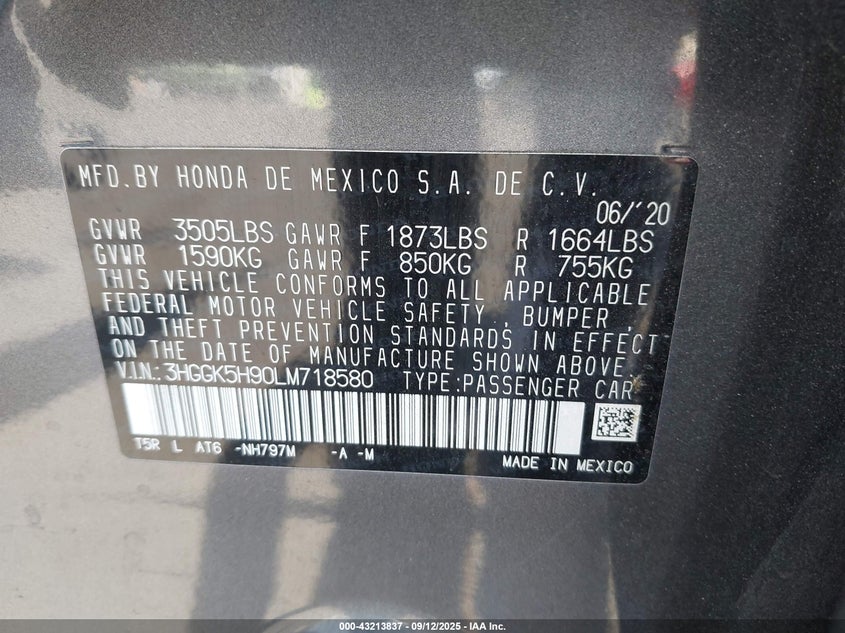 MFD.BY HONDA DE MEXICO S.A. DE C.V.
06/'20
GVWR 3505LBS GAWR F 1873LBS R 1664LBS
GVWR 1590KG GAWR F 850KG R 755KG
THIS VEHICLE CONFORMS TO ALL APPLICABLE
FEDERAL MOTOR VEHICLE SAFETY , BUMPER ,
AND THEFT PREVENTION STANDARDS IN EFFECT
ON THE DATE OF MANUFACTURE SHOWN ABOVE.
V.I.N.:3HGGK5H90LM718580 TYPE:PASSENGER CAR
T5R L AT6 -NH797M -A -M
MADE IN MEXICO
000-43213837 - 09/12/2025 - IAA Inc.